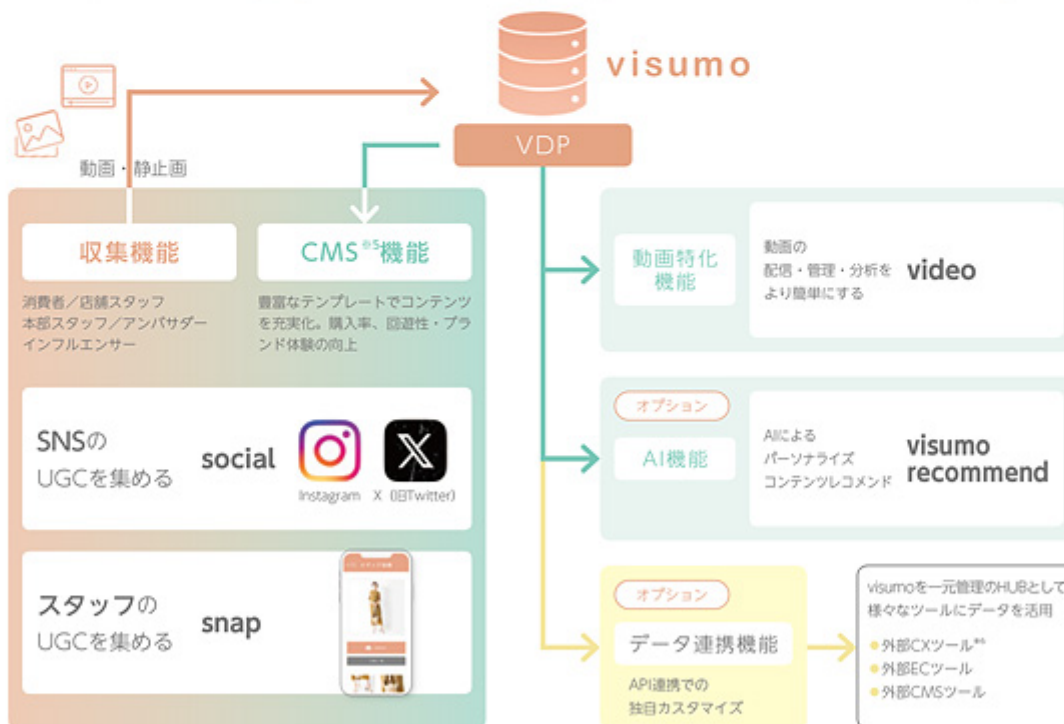 visumo
VDP
動画・静止画
収集機能
CMS※5機能
消費者／店舗スタッフ
本部スタッフ／アンバサダー
インフルエンサー
豊富なテンプレートでコンテンツ
を充実化。購入率、回遊性・ブラ
ンド体験の向上
SNSの
UGCを集める
social
Instagram
X（旧Twitter）
スタッフの
UGCを集める
snap
動画特化
機能
動画の
配信・管理・分析を
より簡単にする
video
オプション
AI機能
AIによる
パーソナライズ
コンテンツレコメンド
visumo
recommend
オプション
データ連携機能
API連携での
独自カスタマイズ
visumoを一元管理のHUBとして
様々なツールにデータを活用
外部CXツール※6
外部ECツール
外部CMSツール